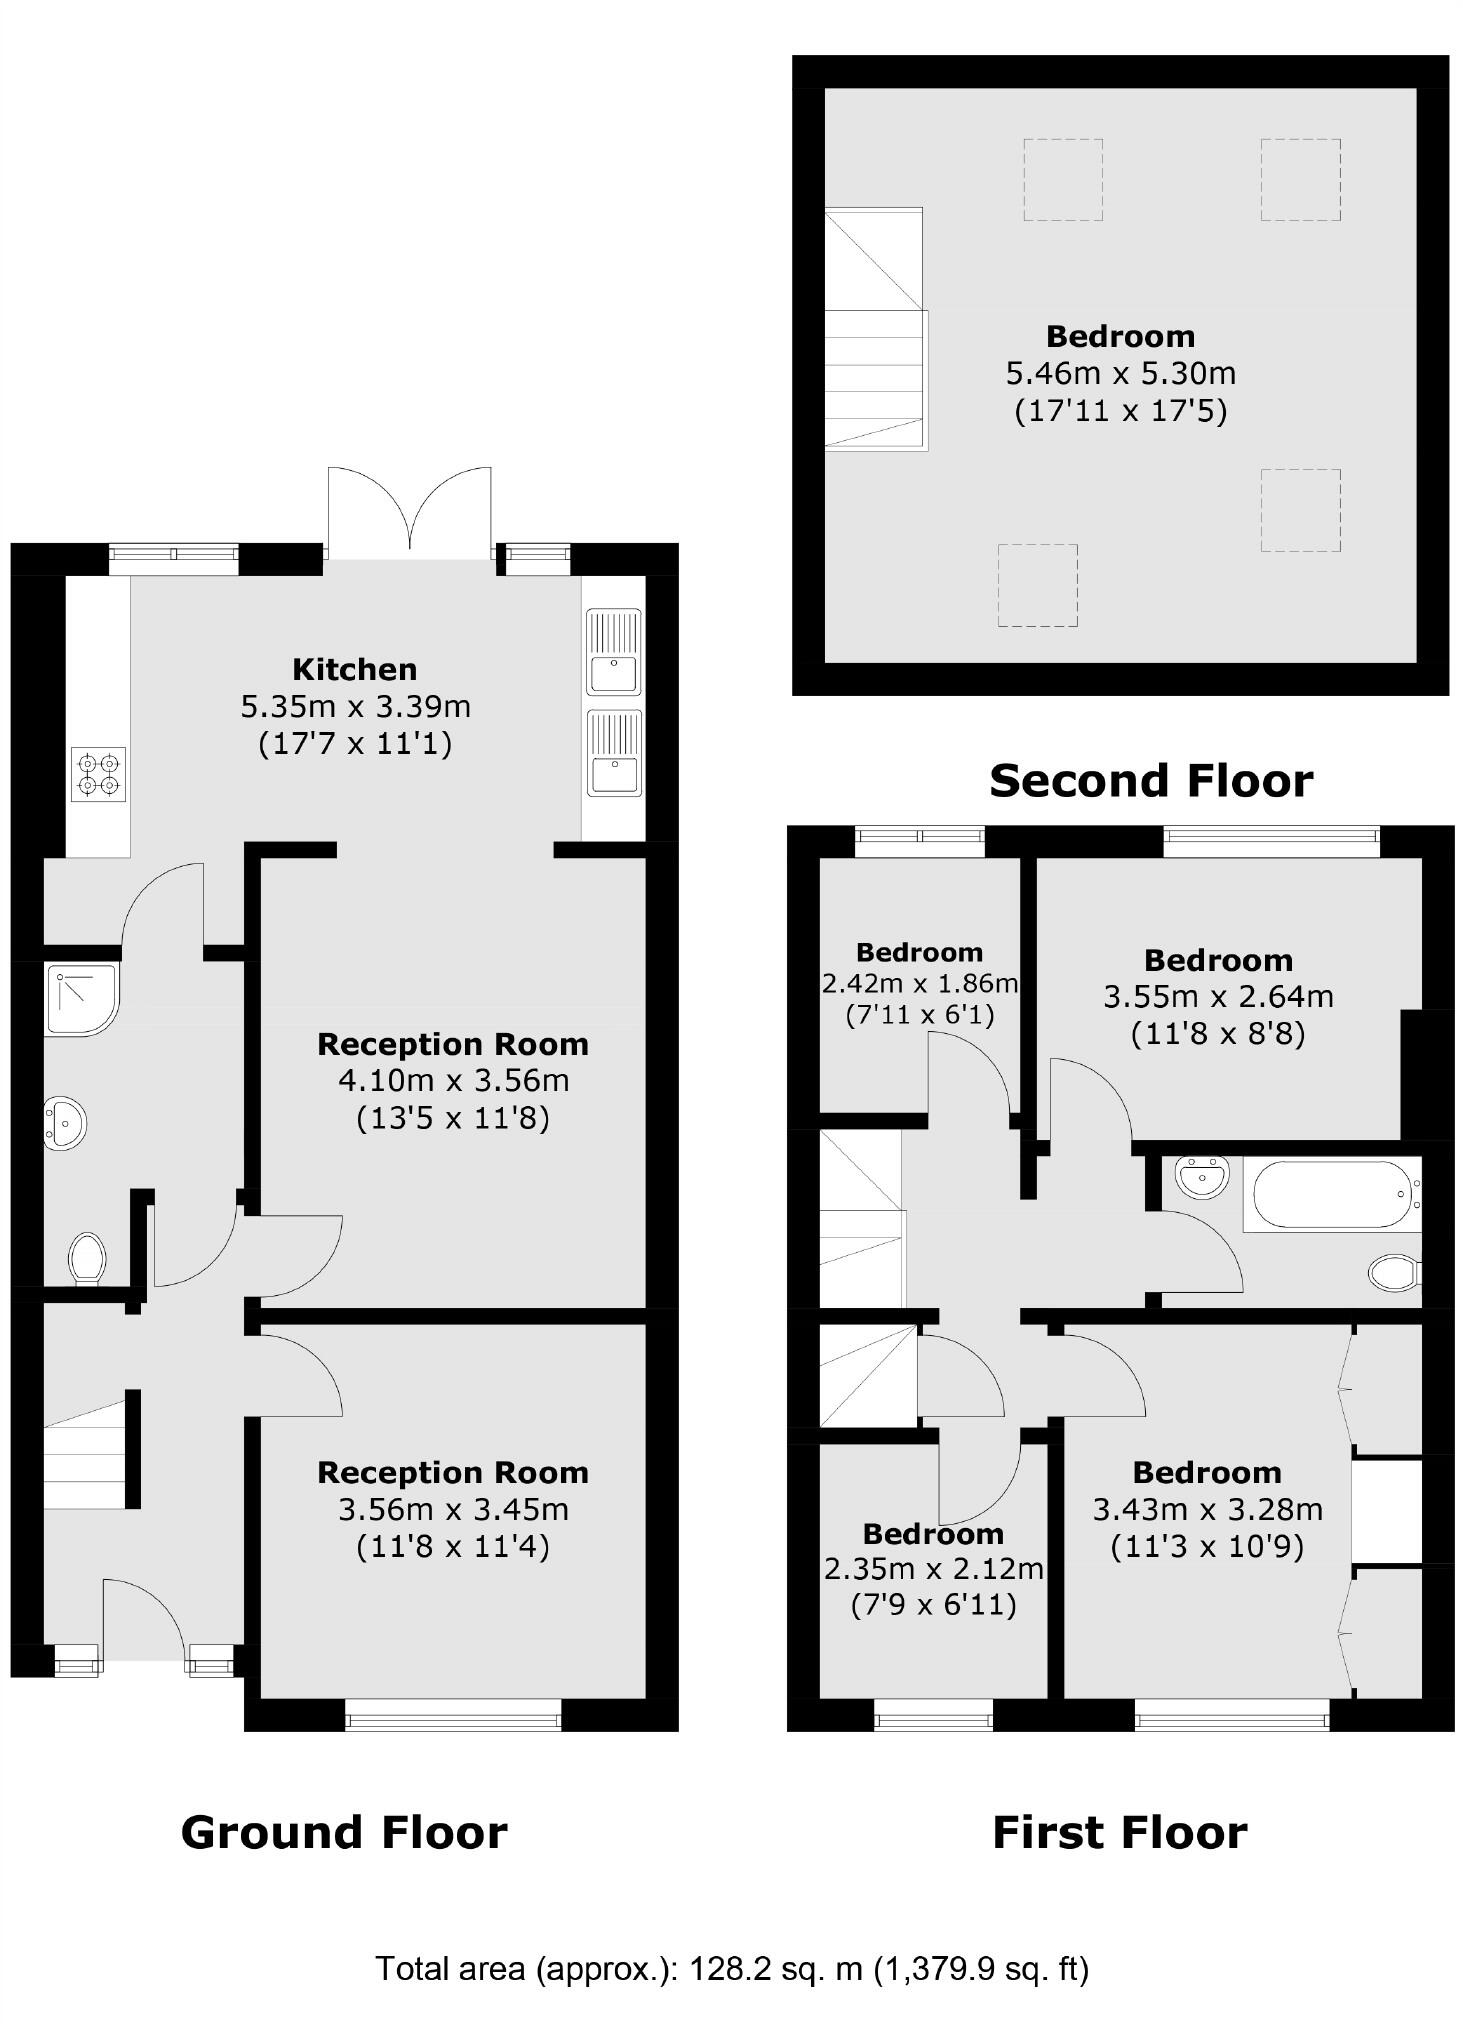 Bedroom
5.46m x 5.30m
(17'11 x 17'5)
Second Floor
Kitchen
5.35m x 3.39m
(17'7 x 11'1)
Reception Room
4.10m x 3.56m
(13'5 x 11'8)
Reception Room
3.56m x 3.45m
(11'8 x 11'4)
Ground Floor
Bedroom
2.42m x 1.86m
(7'11 x 6'1)
Bedroom
3.55m x 2.64m
(11'8 x 8'8)
Bedroom
2.35m x 2.12m
(7'9 x 6'11)
Bedroom
3.43m x 3.28m
(11'3 x 10'9)
First Floor
Total area (approx.): 128.2 sq. m (1,379.9 sq. ft)